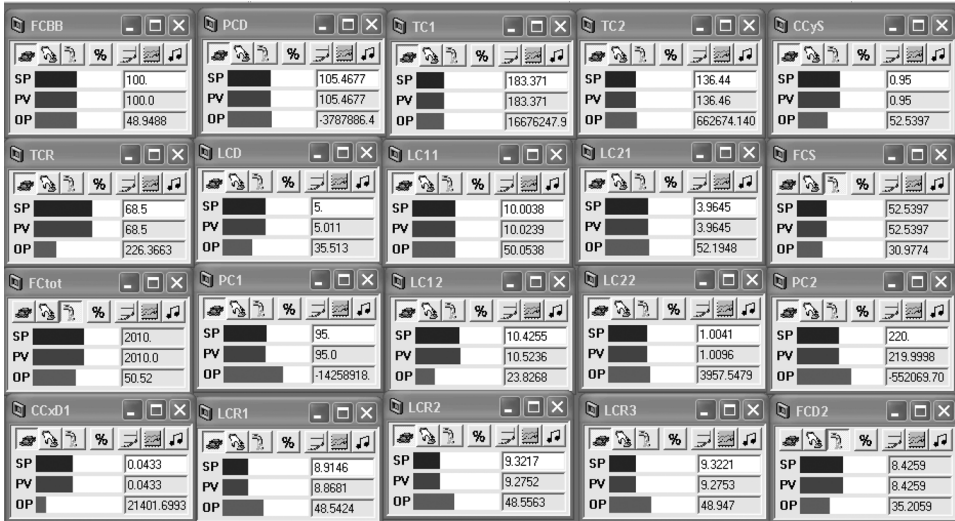 FCBB
%
SP 100.
PV 100.0
OP 48.9488
PCD
%
SP 105.4677
PV 105.4677
OP -3787886.4
TC1
%
SP 183.371
PV 183.371
OP 16676247.9
TC2
%
SP 136.44
PV 136.46
OP 662674.140
CCyS
%
SP 0.95
PV 0.95
OP 52.5397
TCR
%
SP 68.5
PV 68.5
OP 226.3663
LCD
%
SP 5.
PV 5.011
OP 35.513
LC11
%
SP 10.0038
PV 10.0239
OP 50.0538
LC21
%
SP 3.9645
PV 3.9645
OP 52.1948
FCS
%
SP 52.5397
PV 52.5397
OP 30.9774
FCtot
%
SP 2010.
PV 2010.0
OP 50.52
PC1
%
SP 95.
PV 95.0
OP -14258918.
LC12
%
SP 10.4255
PV 10.5236
OP 23.8268
LC22
%
SP 1.0041
PV 1.0096
OP 3957.5479
PC2
%
SP 220.
PV 219.9998
OP -552069.70
CCxD1
%
SP 0.0433
PV 0.0433
OP 21401.6993
LCR1
%
SP 8.9146
PV 8.8681
OP 48.5424
LCR2
%
SP 9.3217
PV 9.2752
OP 48.5563
LCR3
%
SP 9.3221
PV 9.2753
OP 48.947
FCD2
%
SP 8.4259
PV 8.4259
OP 35.2059